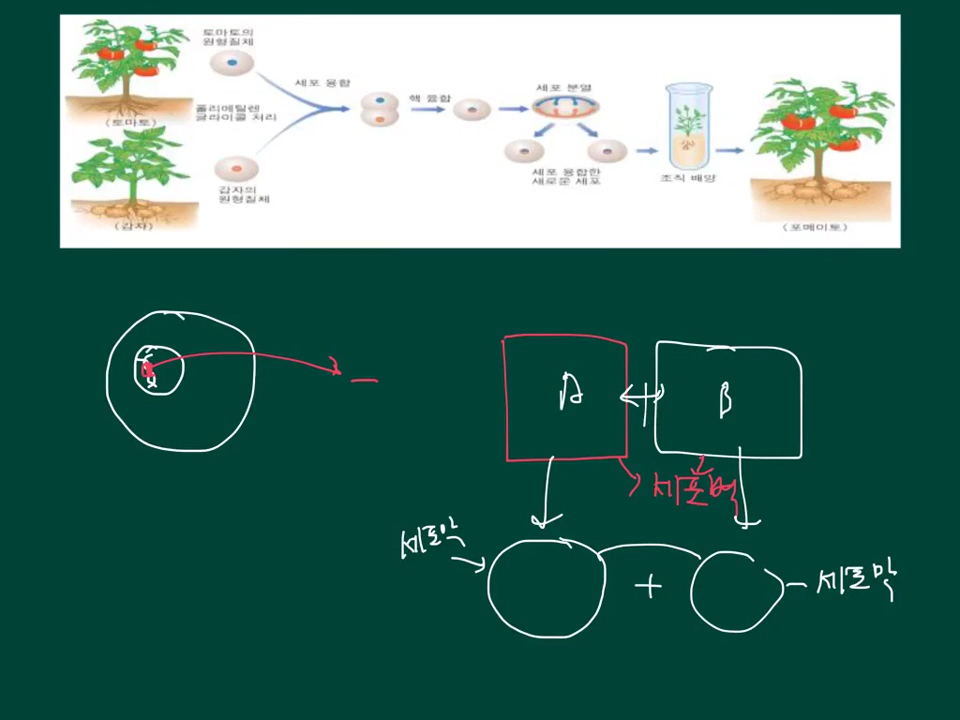 토마토의
원형질체
세포 융합
폴리에틸렌
글라이콜 처리
(토마토)
핵 융합
세포 분열
세포 융합한
새로운 세포
조직 배양
감자의
원형질체
(감자)
(포메이토)
A
B
세포벽
세포막
+
세포막